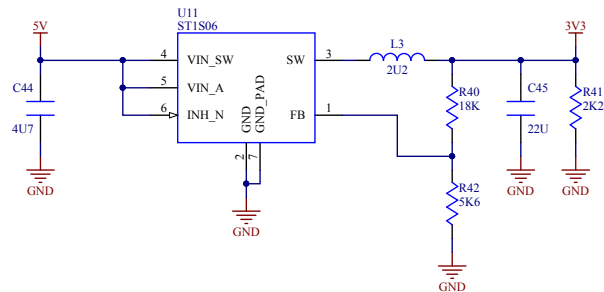 U11
ST1S06
5V
3V3
L3
2U2
4
VIN_SW
SW
3
5
VIN_A
6
INH_N
FB
1
GND
GND_PAD
2
7
C44
4U7
R40
18K
C45
22U
R41
2K2
R42
5K6
GND
GND
GND
GND
GND